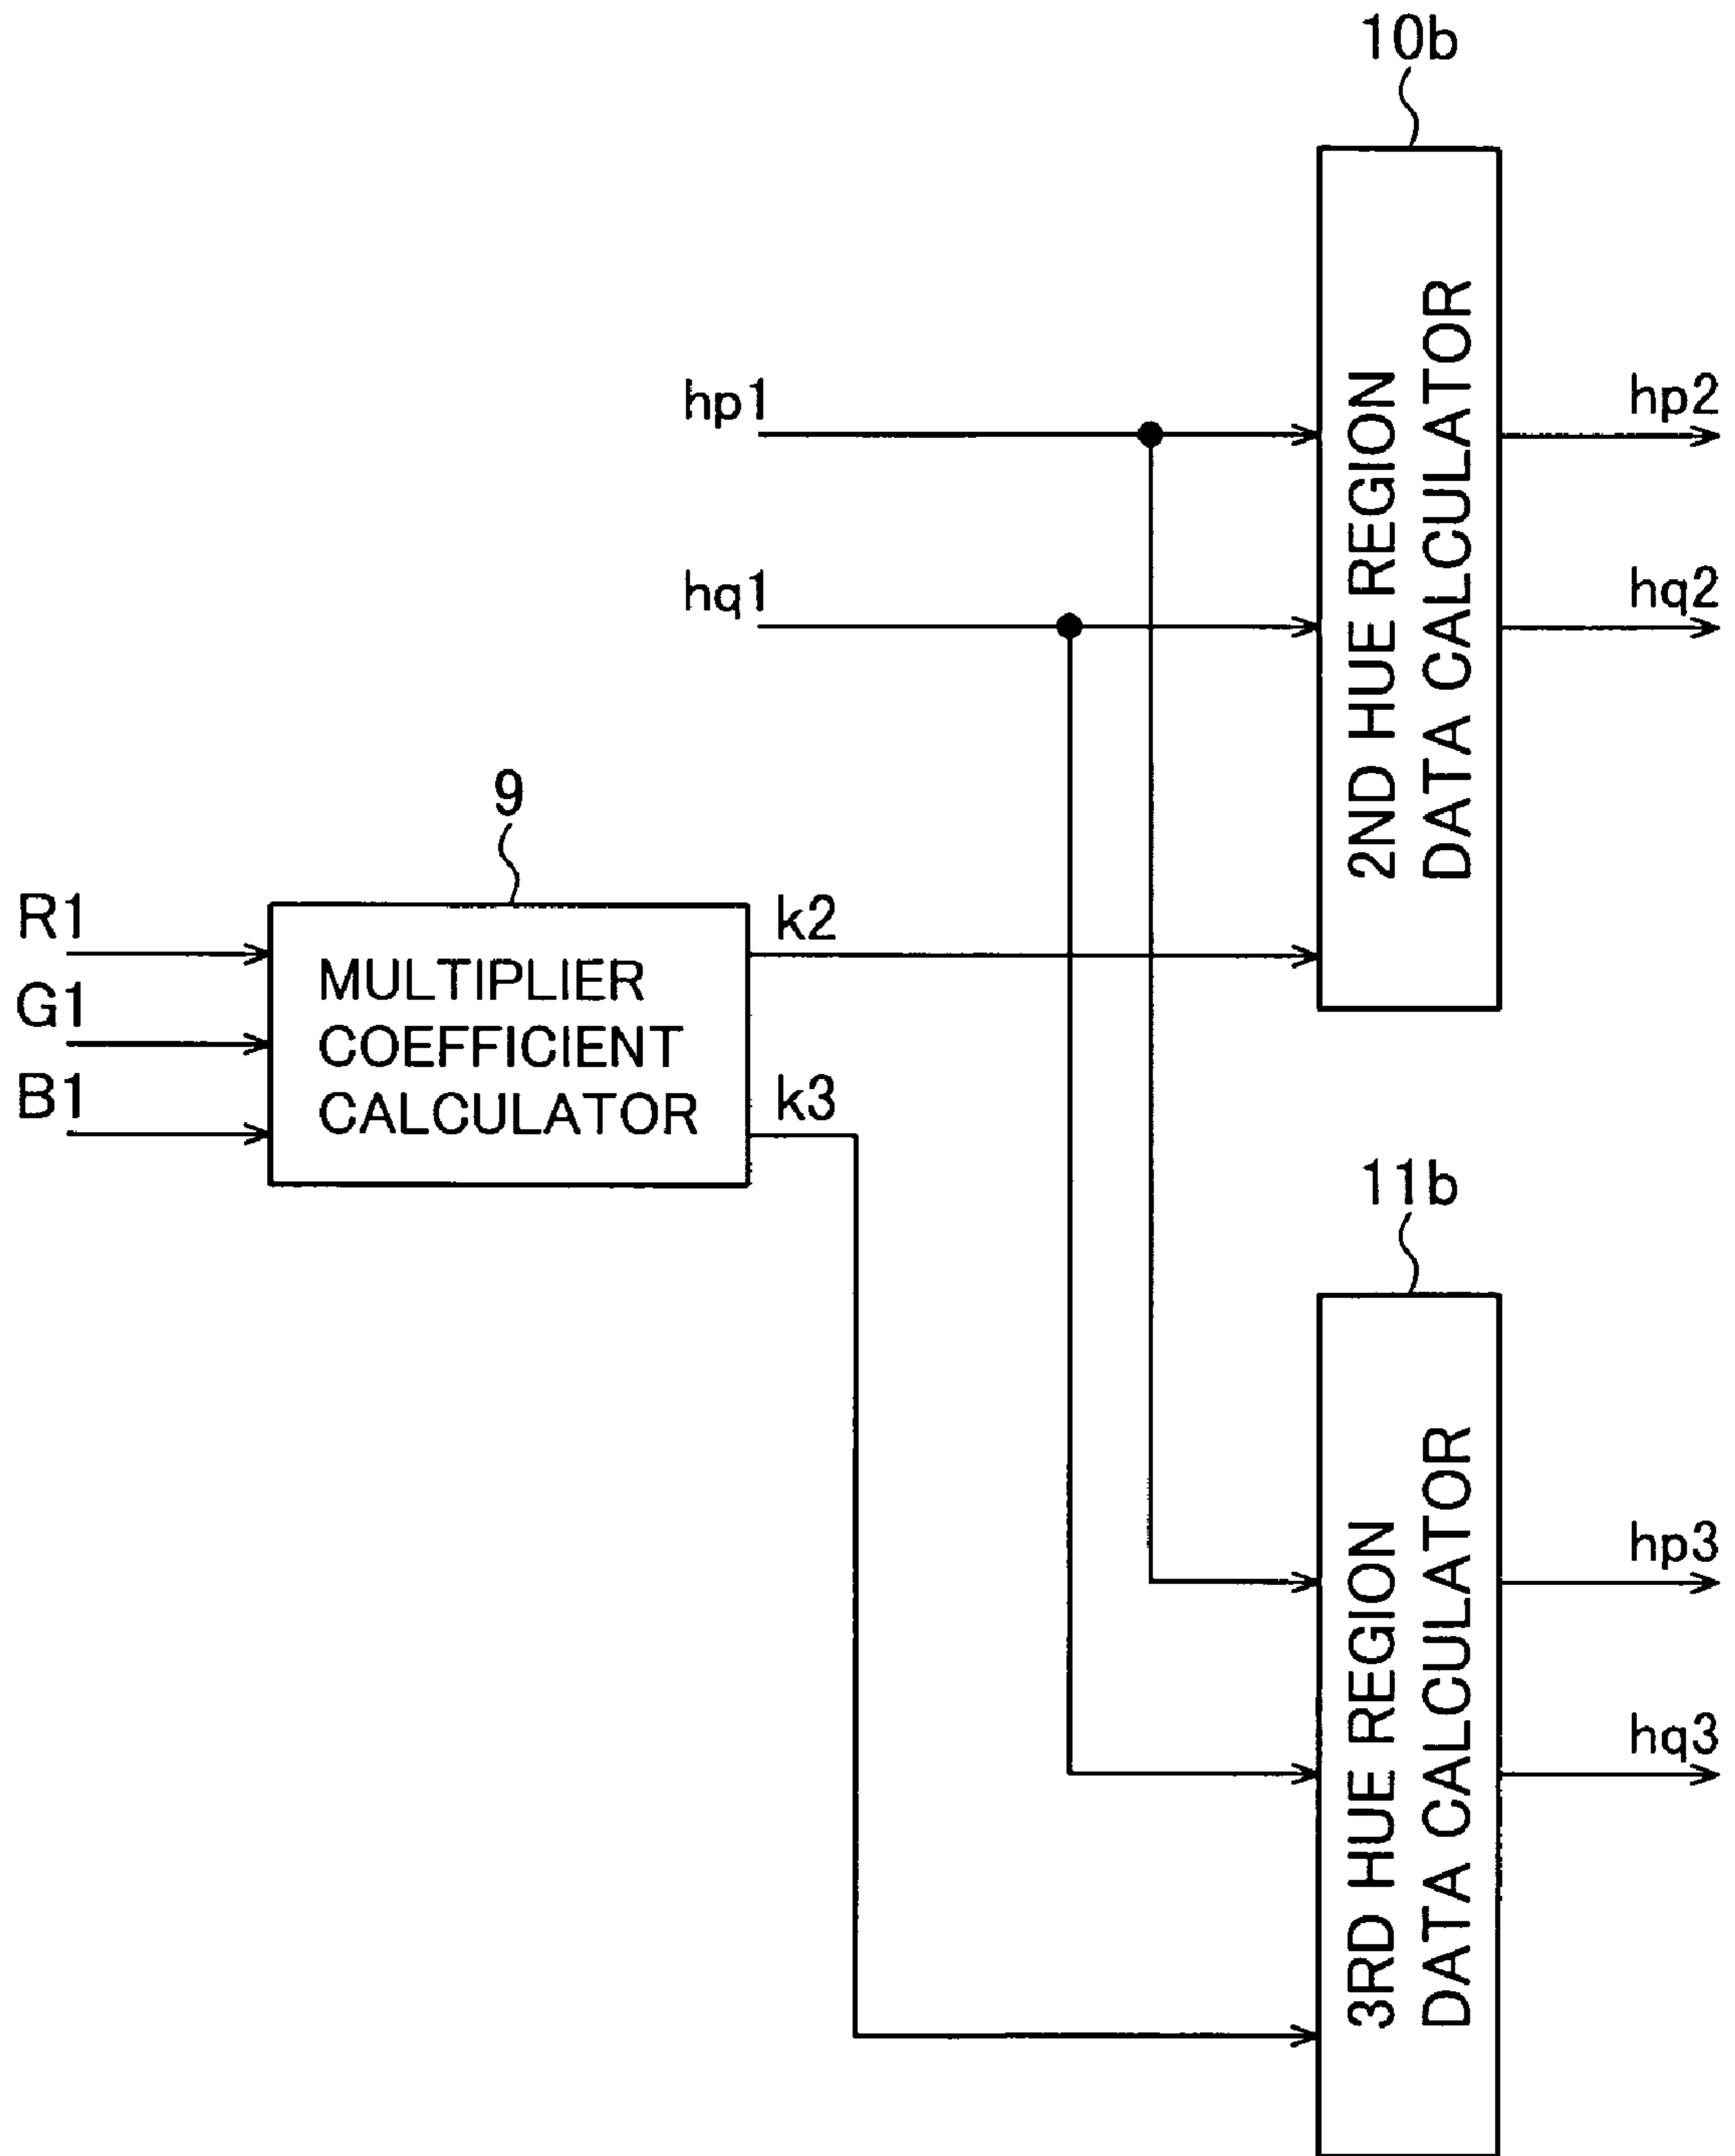 10b
hp1
hq1
2ND HUE REGION
DATA CALCULATOR
hp2
hq2
9
R1
G1
B1
MULTIPLIER
COEFFICIENT
CALCULATOR
k2
k3
11b
3RD HUE REGION
DATA CALCULATOR
hp3
hq3